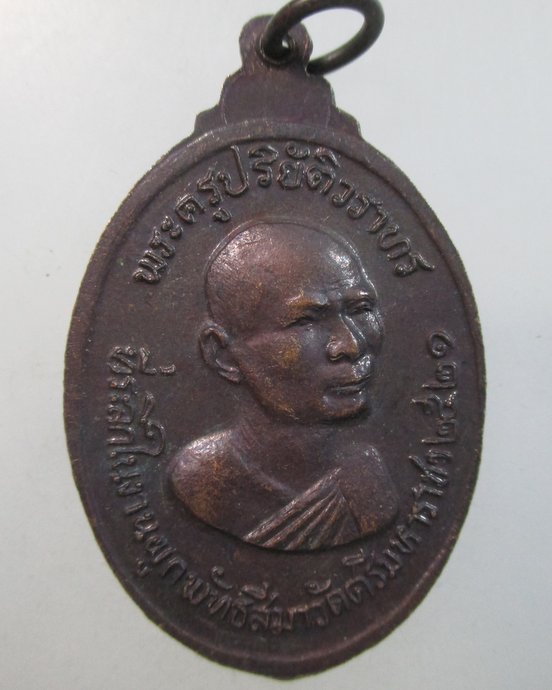 พระครูปริยัติวราทร
ที่ระลึกในงานผูกพัทธสีมาวัดศรีมหาราชา ๒๕๒๑